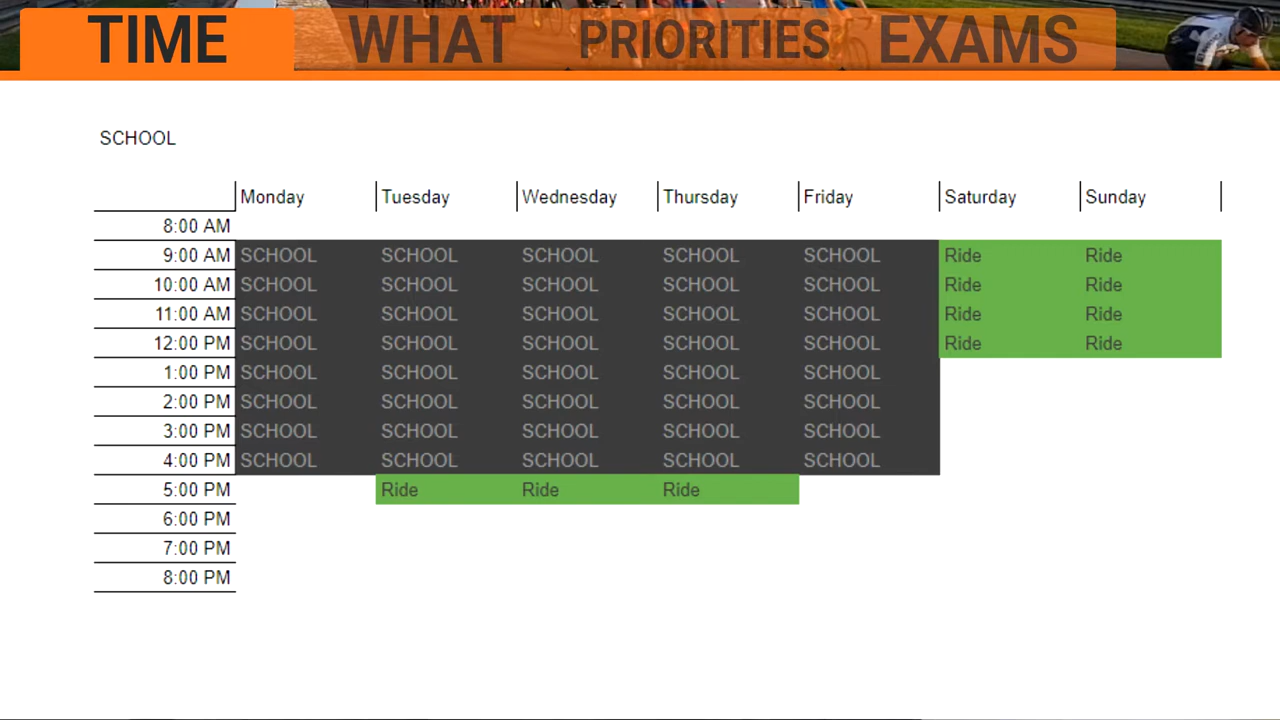 TIME WHAT PRIORITIES EXAMS
SCHOOL
Monday Tuesday Wednesday Thursday Friday Saturday Sunday
8:00 AM
9:00 AM SCHOOL SCHOOL SCHOOL SCHOOL SCHOOL Ride Ride
10:00 AM SCHOOL SCHOOL SCHOOL SCHOOL SCHOOL Ride Ride
11:00 AM SCHOOL SCHOOL SCHOOL SCHOOL SCHOOL Ride Ride
12:00 PM SCHOOL SCHOOL SCHOOL SCHOOL SCHOOL Ride Ride
1:00 PM SCHOOL SCHOOL SCHOOL SCHOOL SCHOOL
2:00 PM SCHOOL SCHOOL SCHOOL SCHOOL SCHOOL
3:00 PM SCHOOL SCHOOL SCHOOL SCHOOL SCHOOL
4:00 PM SCHOOL SCHOOL SCHOOL SCHOOL SCHOOL
5:00 PM Ride Ride Ride
6:00 PM
7:00 PM
8:00 PM